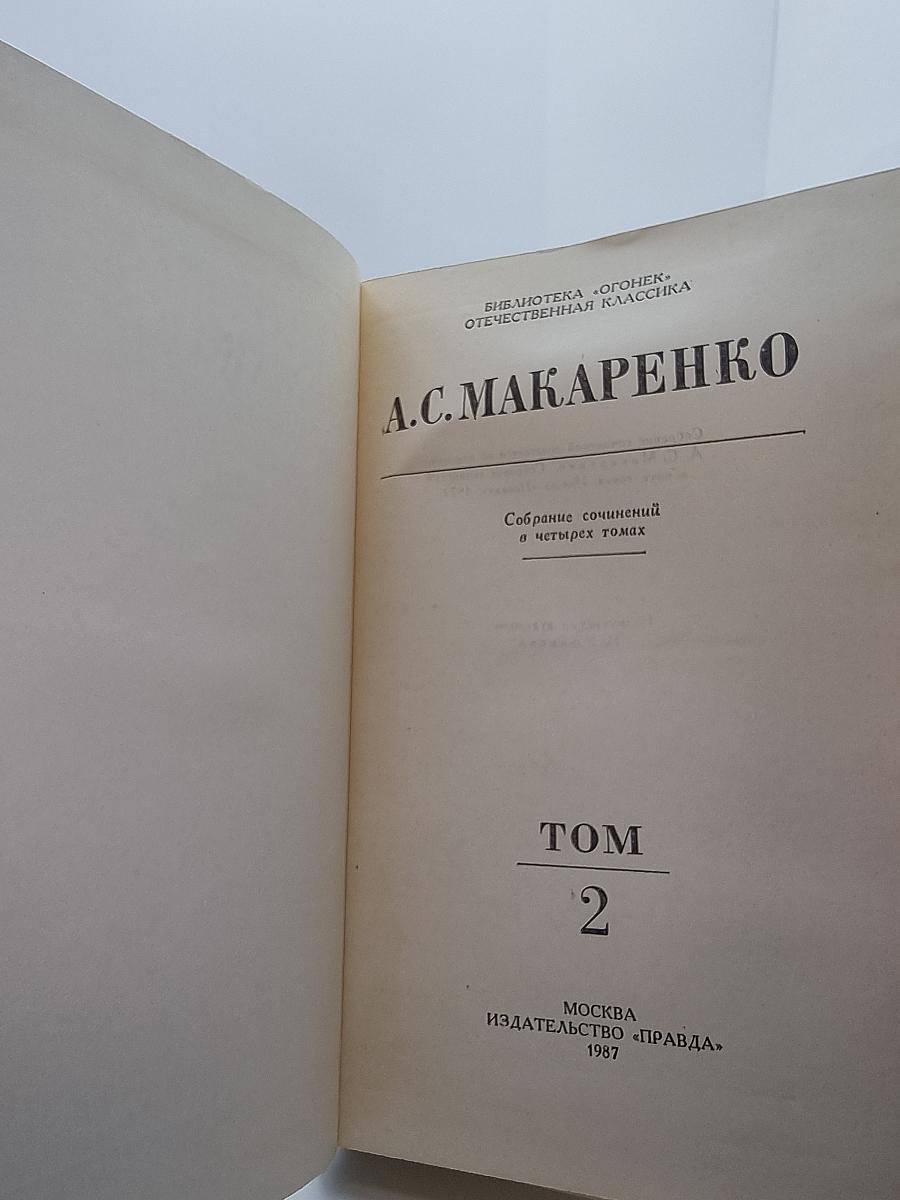 БИБЛИОТЕКА «ОГОНЕК»
ОТЕЧЕСТВЕННАЯ КЛАССИКА
А.С.МАКАРЕНКО
Собрание сочинений
в четырех томах
ТОМ
2
МОСКВА
ИЗДАТЕЛЬСТВО «ПРАВДА»
1987